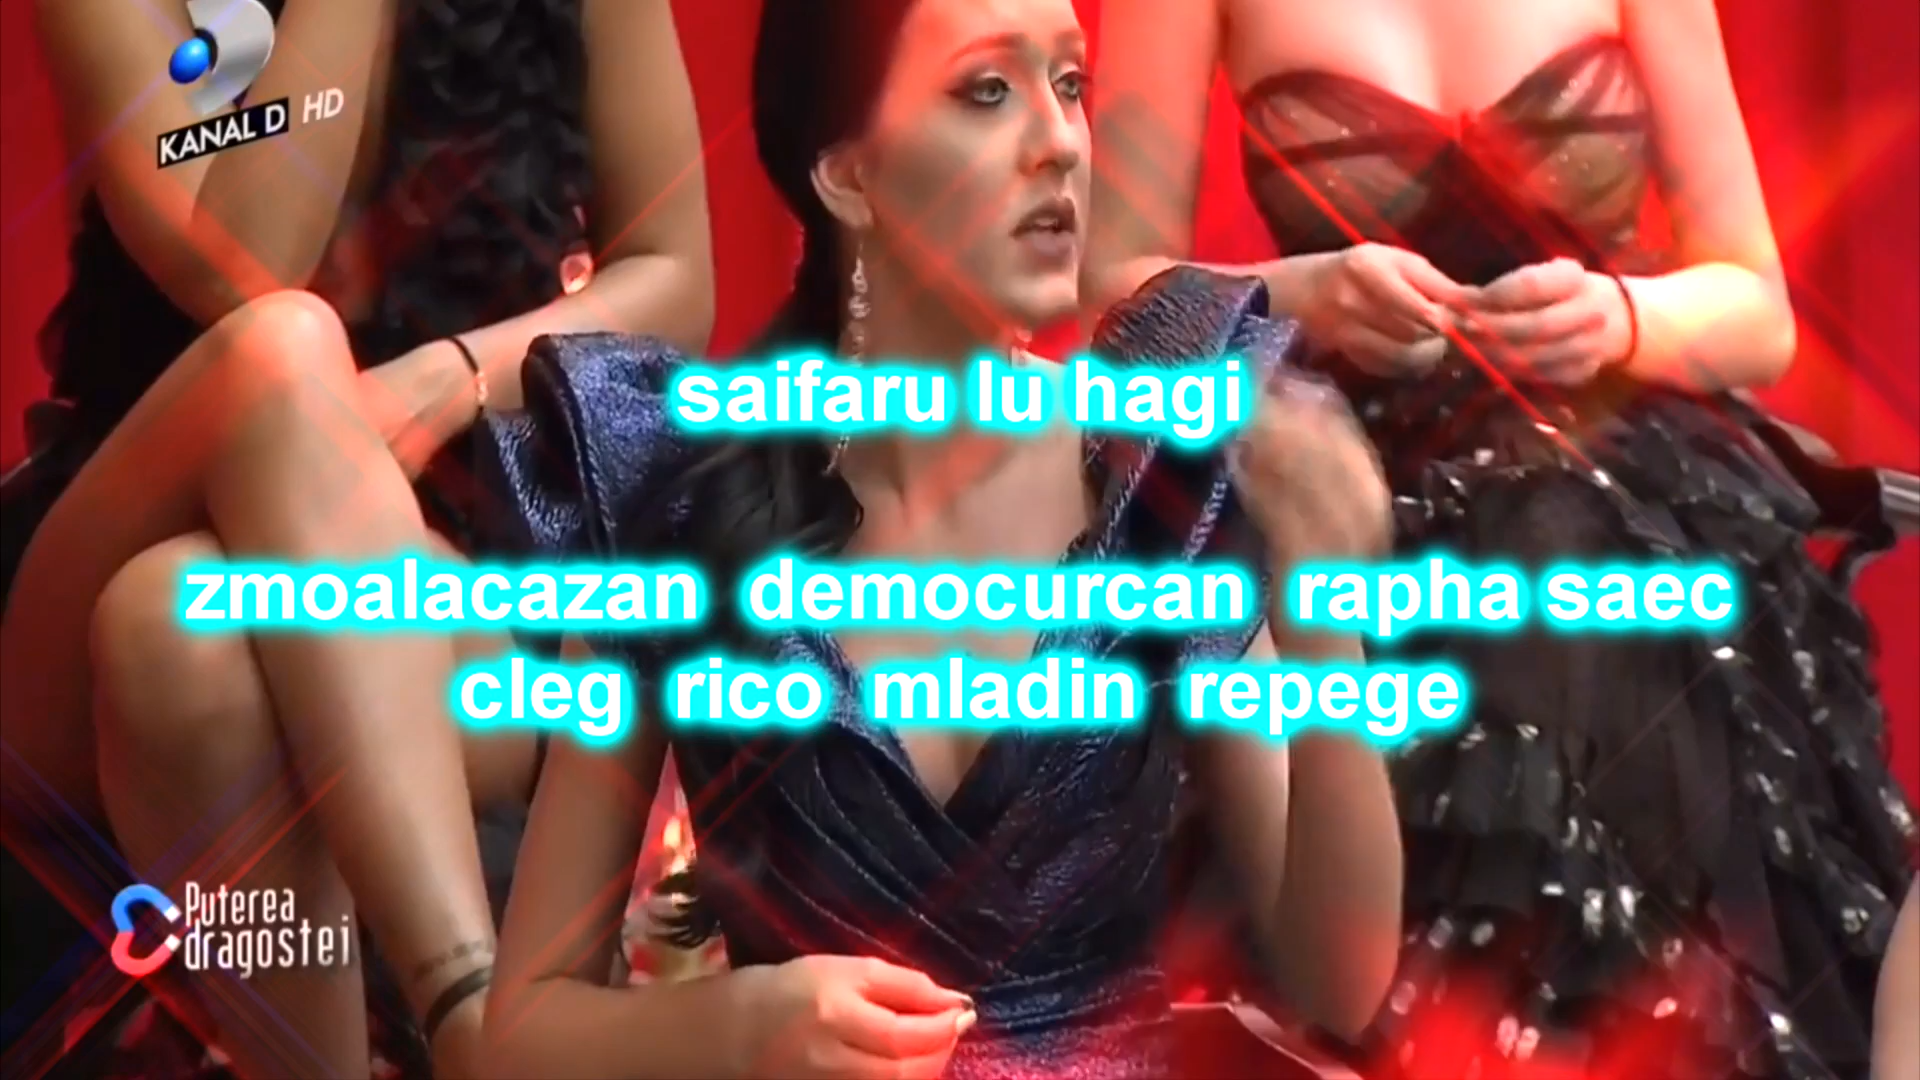 KANAL D HD
saifaru lu hagi
zmoalacazan democurcan rapha saec
cleg rico mladin repege
Puterea
dragostei